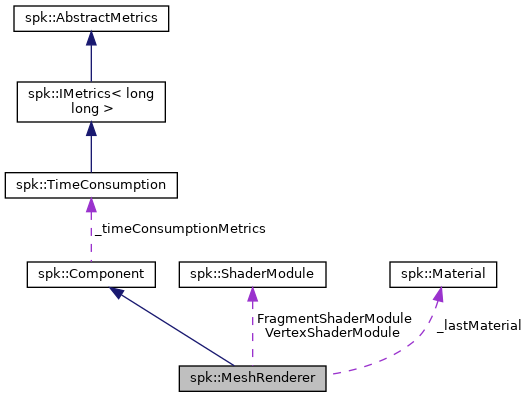 spk::AbstractMetrics
spk::IMetrics< long
long >
spk::TimeConsumption
_timeConsumptionMetrics
spk::Component
spk::ShaderModule
spk::Material
FragmentShaderModule
VertexShaderModule
_lastMaterial
spk::MeshRenderer